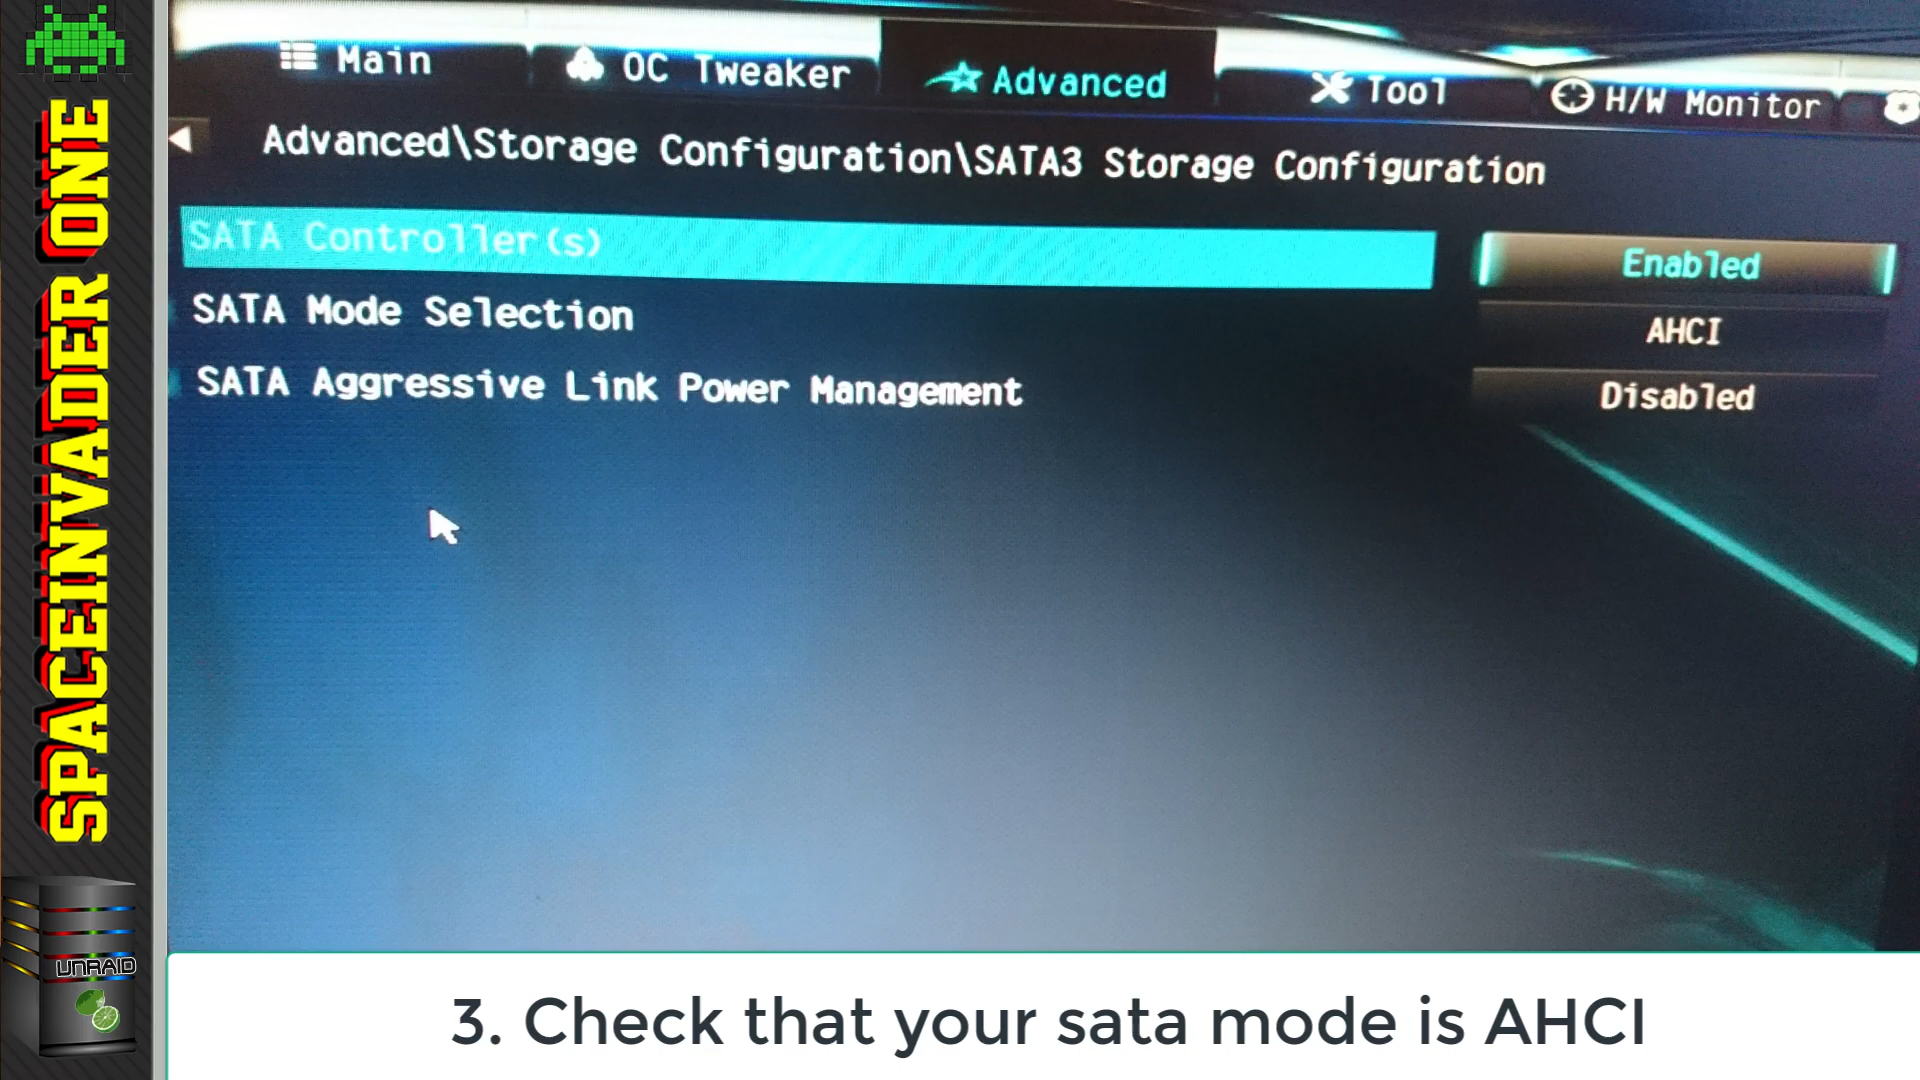 SPACEINVADER ONE
UNRAID
Main
OC Tweaker
Advanced
Tool
H/W Monitor
Advanced\Storage Configuration\SATA3 Storage Configuration
SATA Controller(s)
Enabled
SATA Mode Selection
AHCI
SATA Aggressive Link Power Management
Disabled
3. Check that your sata mode is AHCI